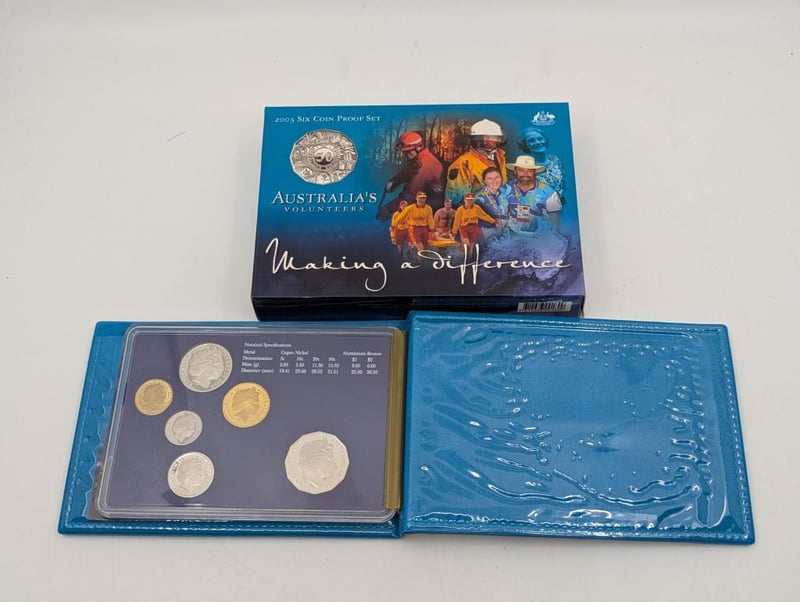 2003 Six Coin Proof Set
50
Australia's
Volunteers
Making a difference
Nominal Specifications
Metal Cupro Nickel Aluminium Bronze
Denomination 5c 10c 20c 50c $1 $2
Mass (g) 2.83 5.65 11.30 15.55 9.00 6.60
Diameter (mm) 19.41 23.60 28.52 31.51 25.00 20.50